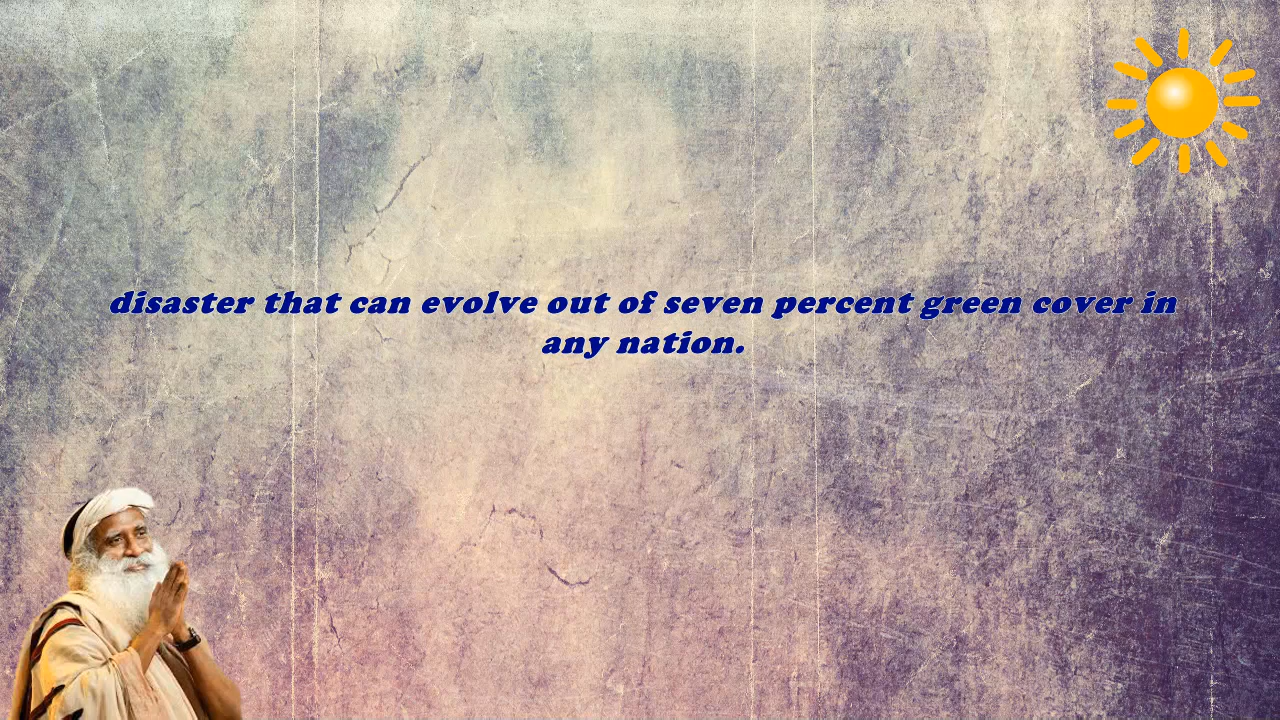 disaster that can evolve out of seven percent green cover in
any nation.